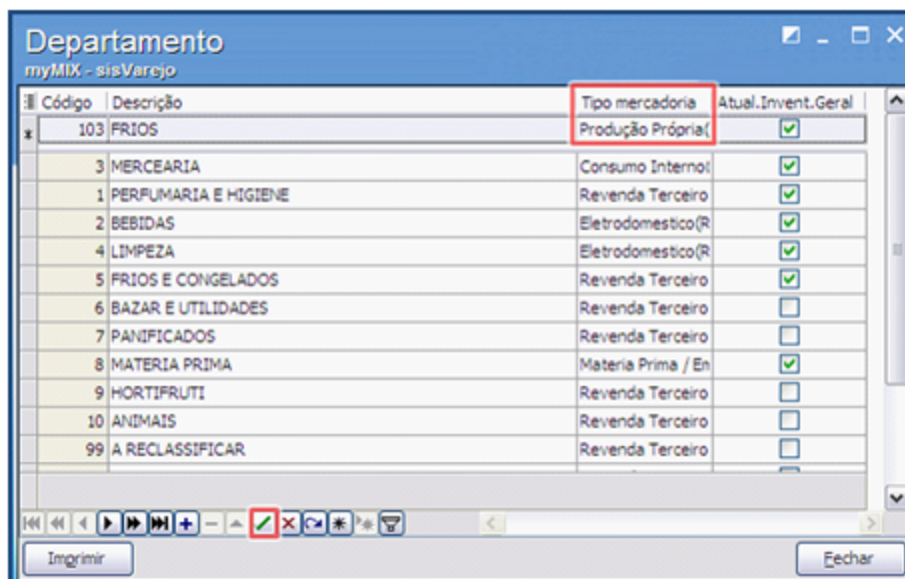 Departamento
myMIX - sisVarejo
Código Descrição Tipo mercadoria Atual.Invent.Geral
103 FRIOS Produção Própria(
3 MERCEARIA Consumo Interno(
1 PERFUMARIA E HIGIENE Revenda Terceiro
2 BEBIDAS Eletrodomestico(R
4 LIMPEZA Eletrodomestico(R
5 FRIOS E CONGELADOS Revenda Terceiro
6 BAZAR E UTILIDADES Revenda Terceiro
7 PANIFICADOS Revenda Terceiro
8 MATERIA PRIMA Materia Prima / En
9 HORTIFRUTI Revenda Terceiro
10 ANIMAIS Revenda Terceiro
99 A RECLASSIFICAR Revenda Terceiro
Imprimir Fechar